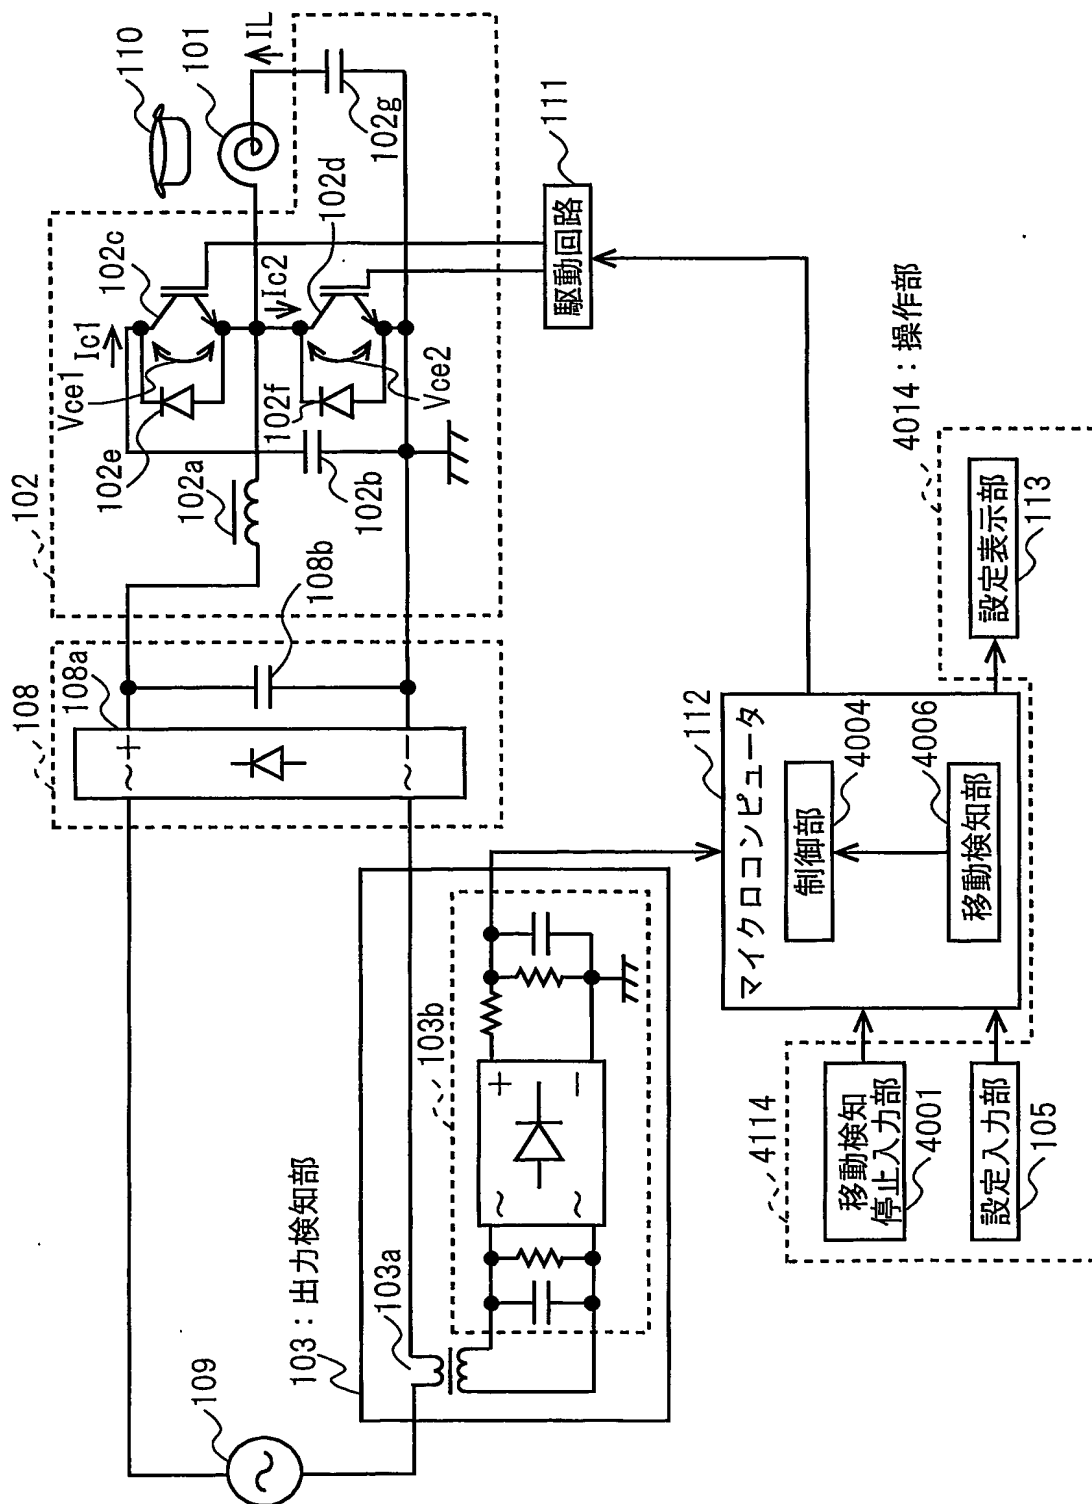 109
103：出力検知部
103a
103b
108
108a
108b
102
102a
102b
102e
102f
102c
102d
102g
Vce1
Vce2
Ic1
Ic2
IL
110
101
111
駆動回路
112
マイクロコンピュータ
制御部
4004
移動検知部
4006
4114
移動検知
停止入力部
4001
設定入力部
105
4014：操作部
設定表示部
113
～
＋
～
－
～
＋
～
－